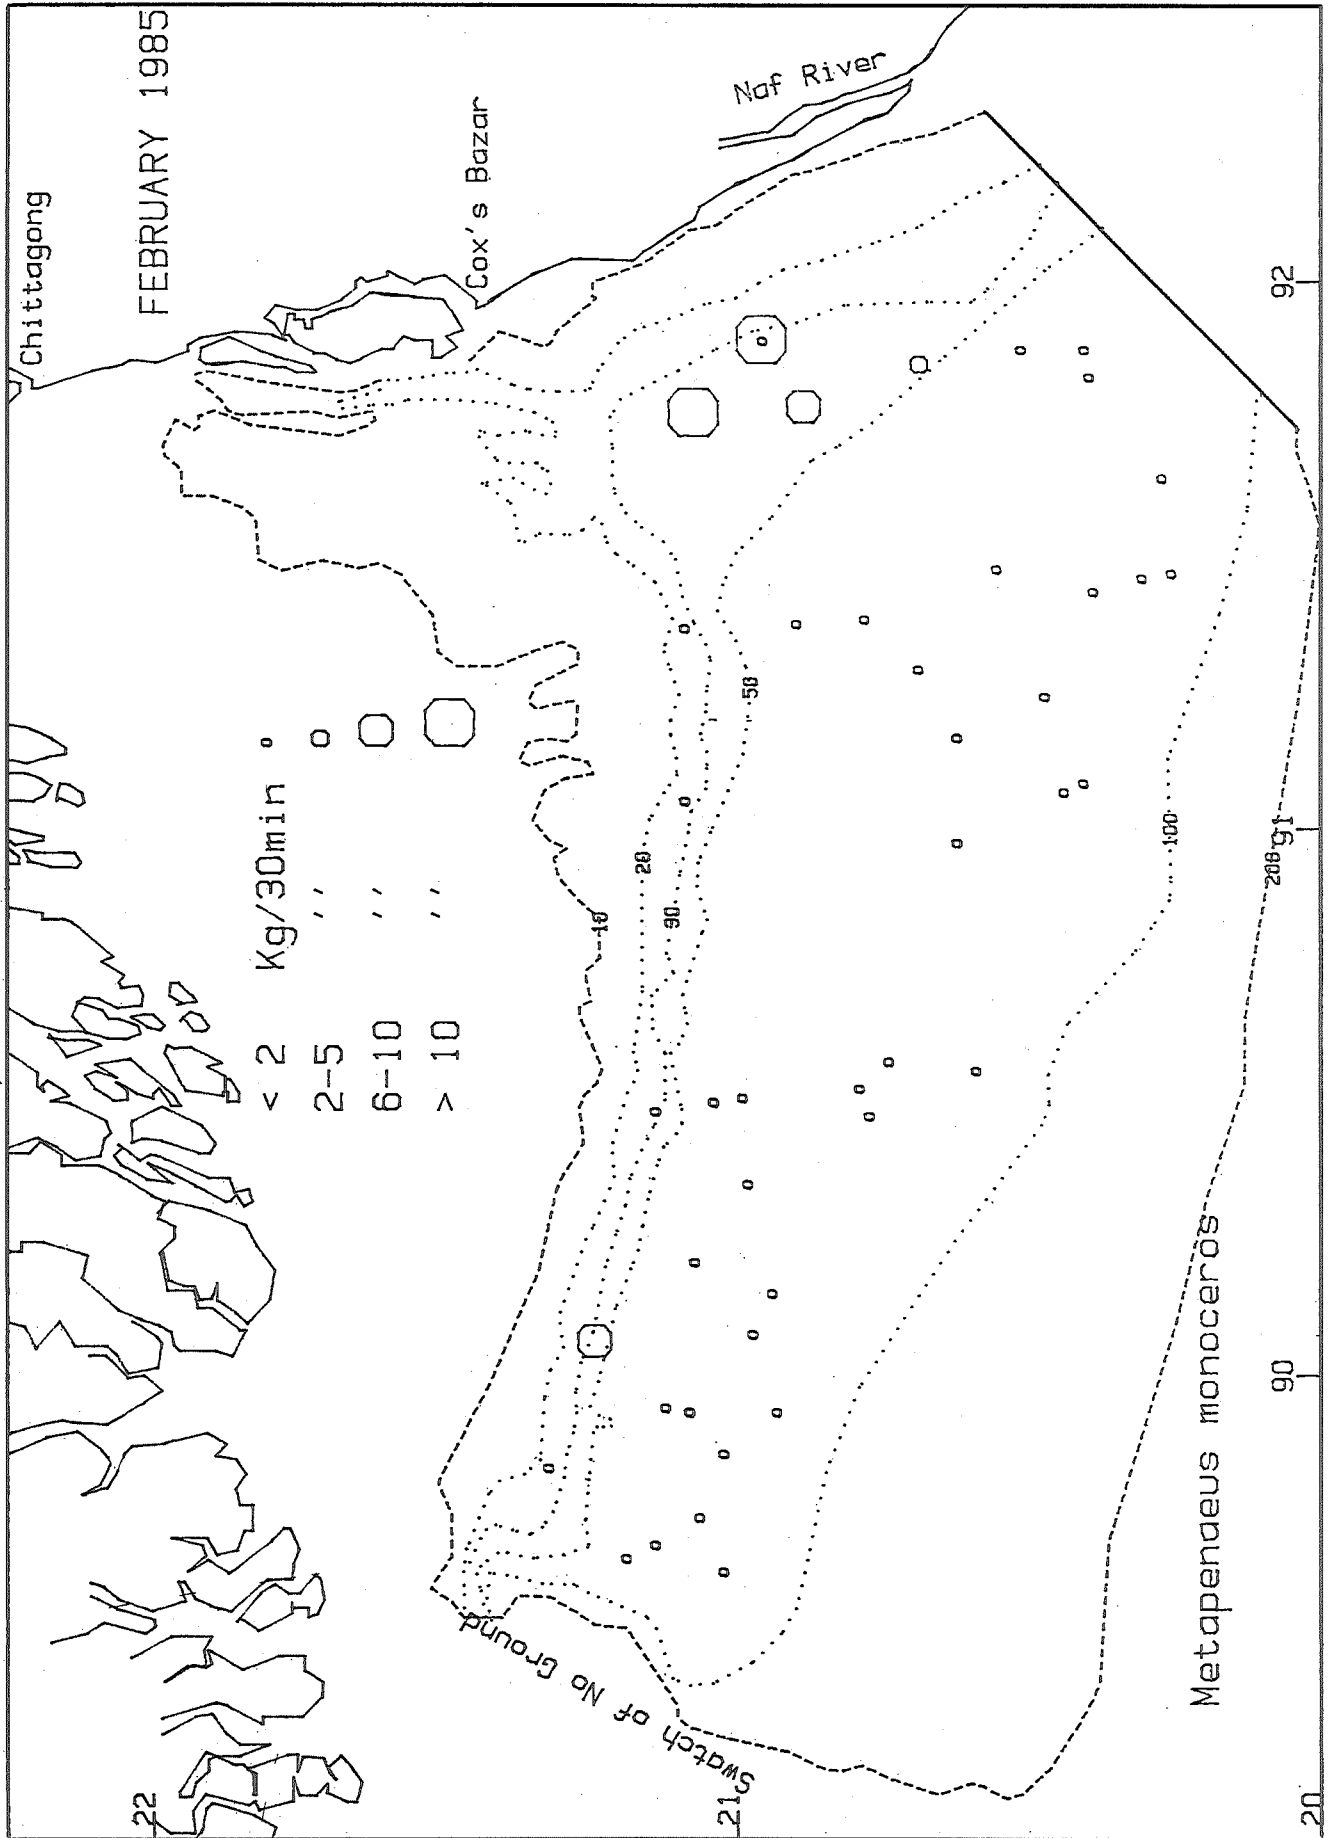 Chittagong
FEBRUARY 1985
Cox's Bazar
Naf River
< 2 Kg/30min
2-5 ,,
6-10 ,,
> 10 ,,
10
20
90
50
100
200
Swatch of No Ground
Metapenaeus monoceros
22
21
20
90
91
92